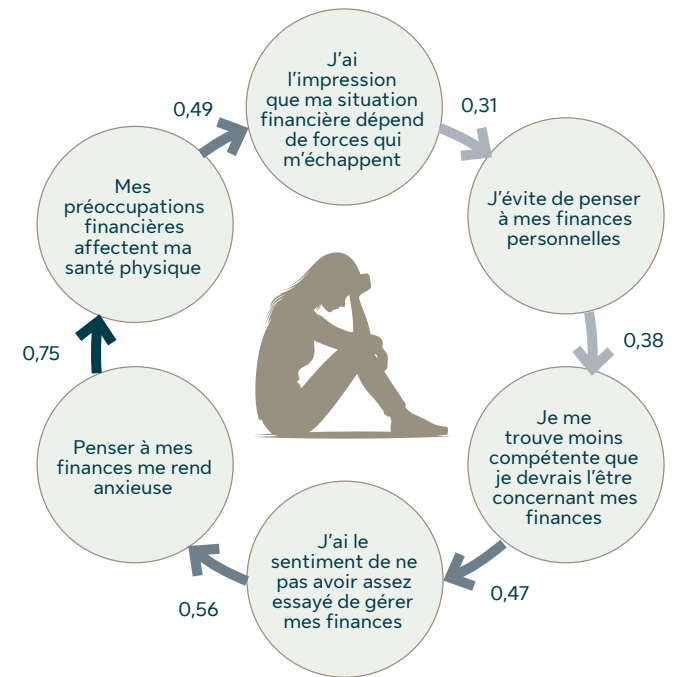 J'ai
l'impression
que ma situation
financière dépend
de forces qui
m'échappent
0,31
J'évite de penser
à mes finances
personnelles
0,38
Je me
trouve moins
compétente que
je devrais l'être
concernant mes
finances
0,47
J'ai le
sentiment de ne
pas avoir assez
essayé de gérer
mes finances
0,56
Penser à mes
finances me rend
anxieuse
0,75
Mes
préoccupations
financières
affectent ma
santé physique
0,49